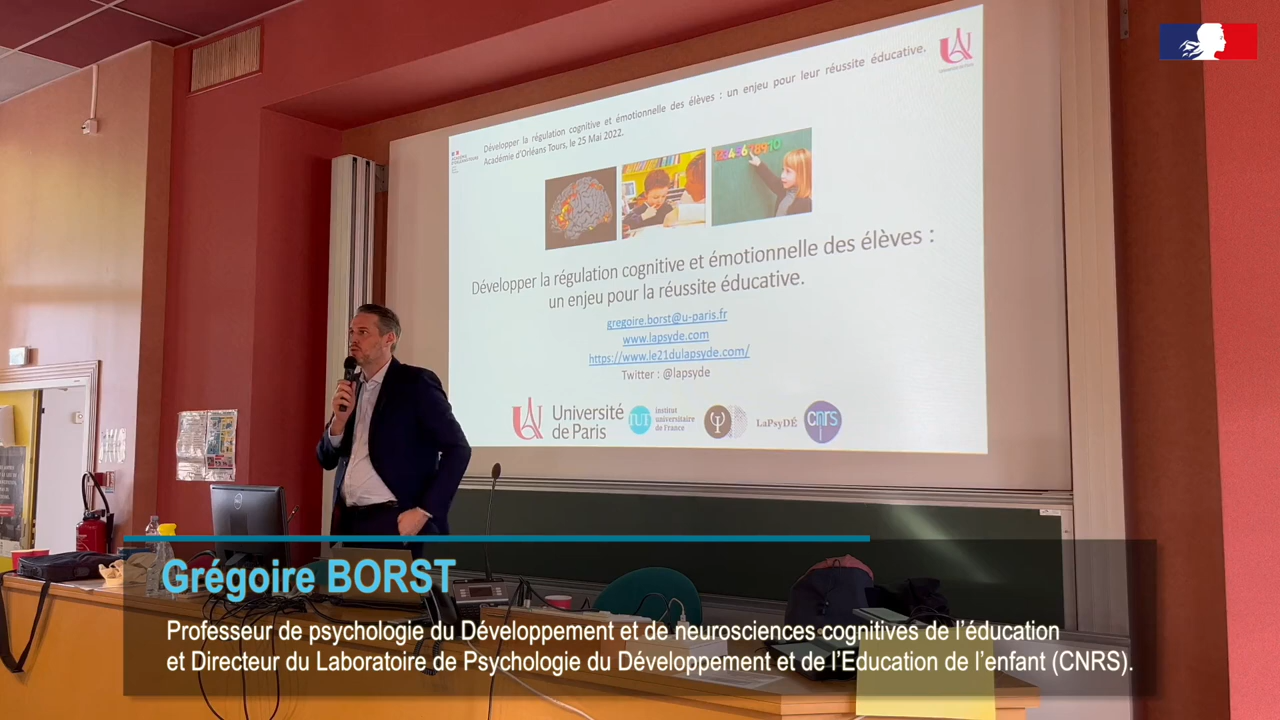 Développer la régulation cognitive et émotionnelle des élèves : un enjeu pour leur réussite éducative.
Académie d'Orléans Tours, le 25 Mai 2022.
12345678910
Développer la régulation cognitive et émotionnelle des élèves :
un enjeu pour la réussite éducative.
gregoire.borst@u-paris.fr
www.lapsyde.com
https://www.le21dulapsyde.com/
Twitter : @lapsyde
Université
de Paris
iUf
institut
universitaire
de France
LaPsyDÉ
cnrs
DELL
Grégoire BORST
Professeur de psychologie du Développement et de neurosciences cognitives de l'éducation
et Directeur du Laboratoire de Psychologie du Développement et de l'Education de l'enfant (CNRS).